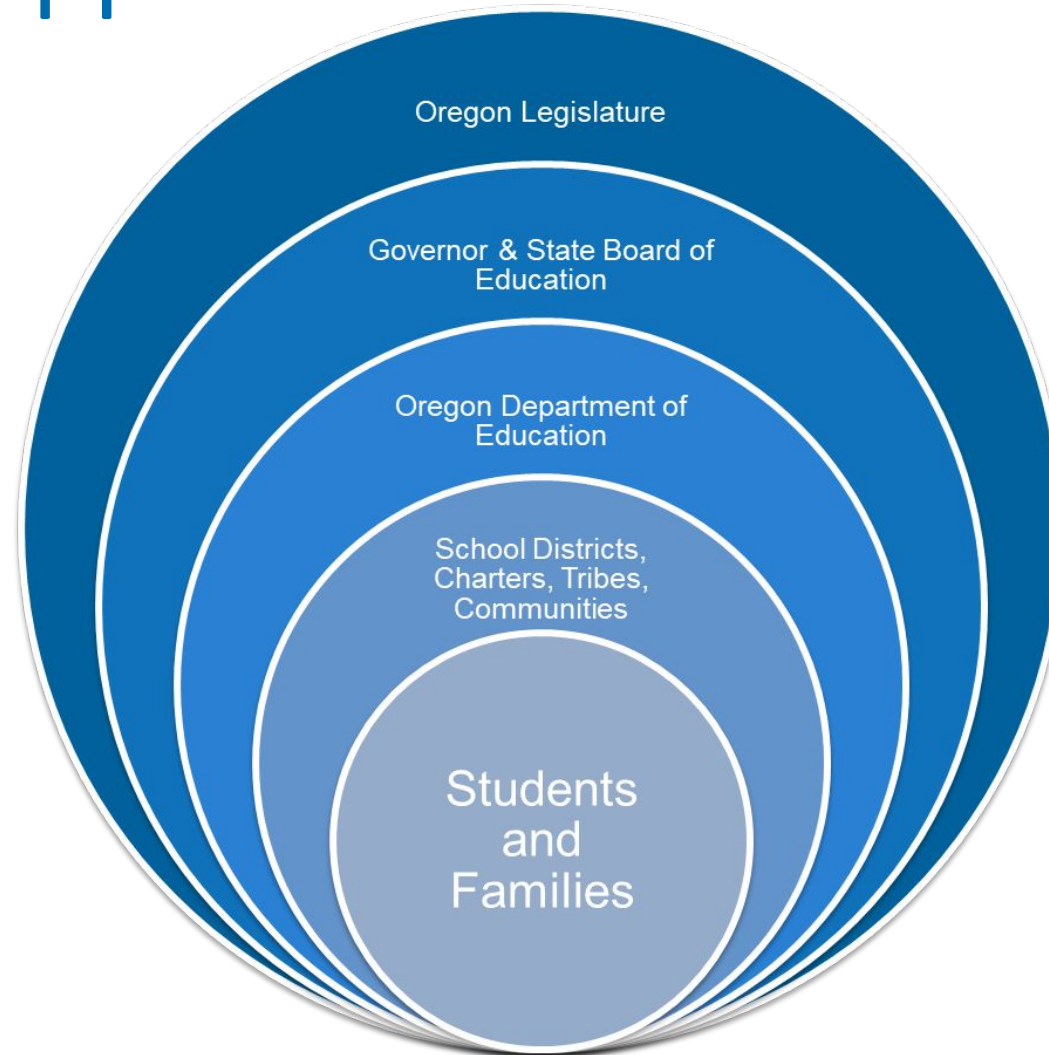 Oregon Legislature
Governor & State Board of
Education
Oregon Department of
Education
School Districts,
Charters, Tribes,
Communities
Students
and
Families